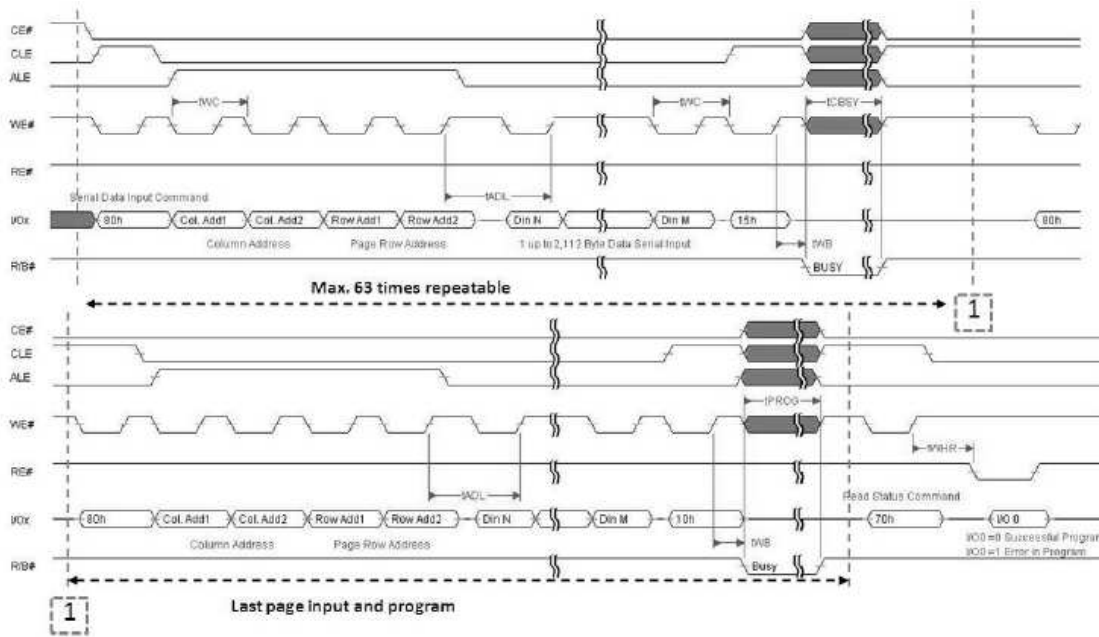 CE#
CLE
ALE
tWC tWC tCBSY
WE#
RE#
tADL
Serial Data Input Command
I/Ox 80h Col. Add1 Col. Add2 Row Add1 Row Add2 Din N Din M 15h 80h
Column Address Page Row Address 1 up to 2,112 Byte Data Serial Input
tWB
R/B# BUSY
Max. 63 times repeatable
1
CE#
CLE
ALE
tPROG
WE#
tWHR
RE#
tADL
Read Status Command
I/Ox 80h Col. Add1 Col. Add2 Row Add1 Row Add2 Din N Din M 10h 70h I/O 0
Column Address Page Row Address
tWB
I/O0 =0 Successful Program
I/O0 =1 Error in Program
R/B# Busy
1
Last page input and program